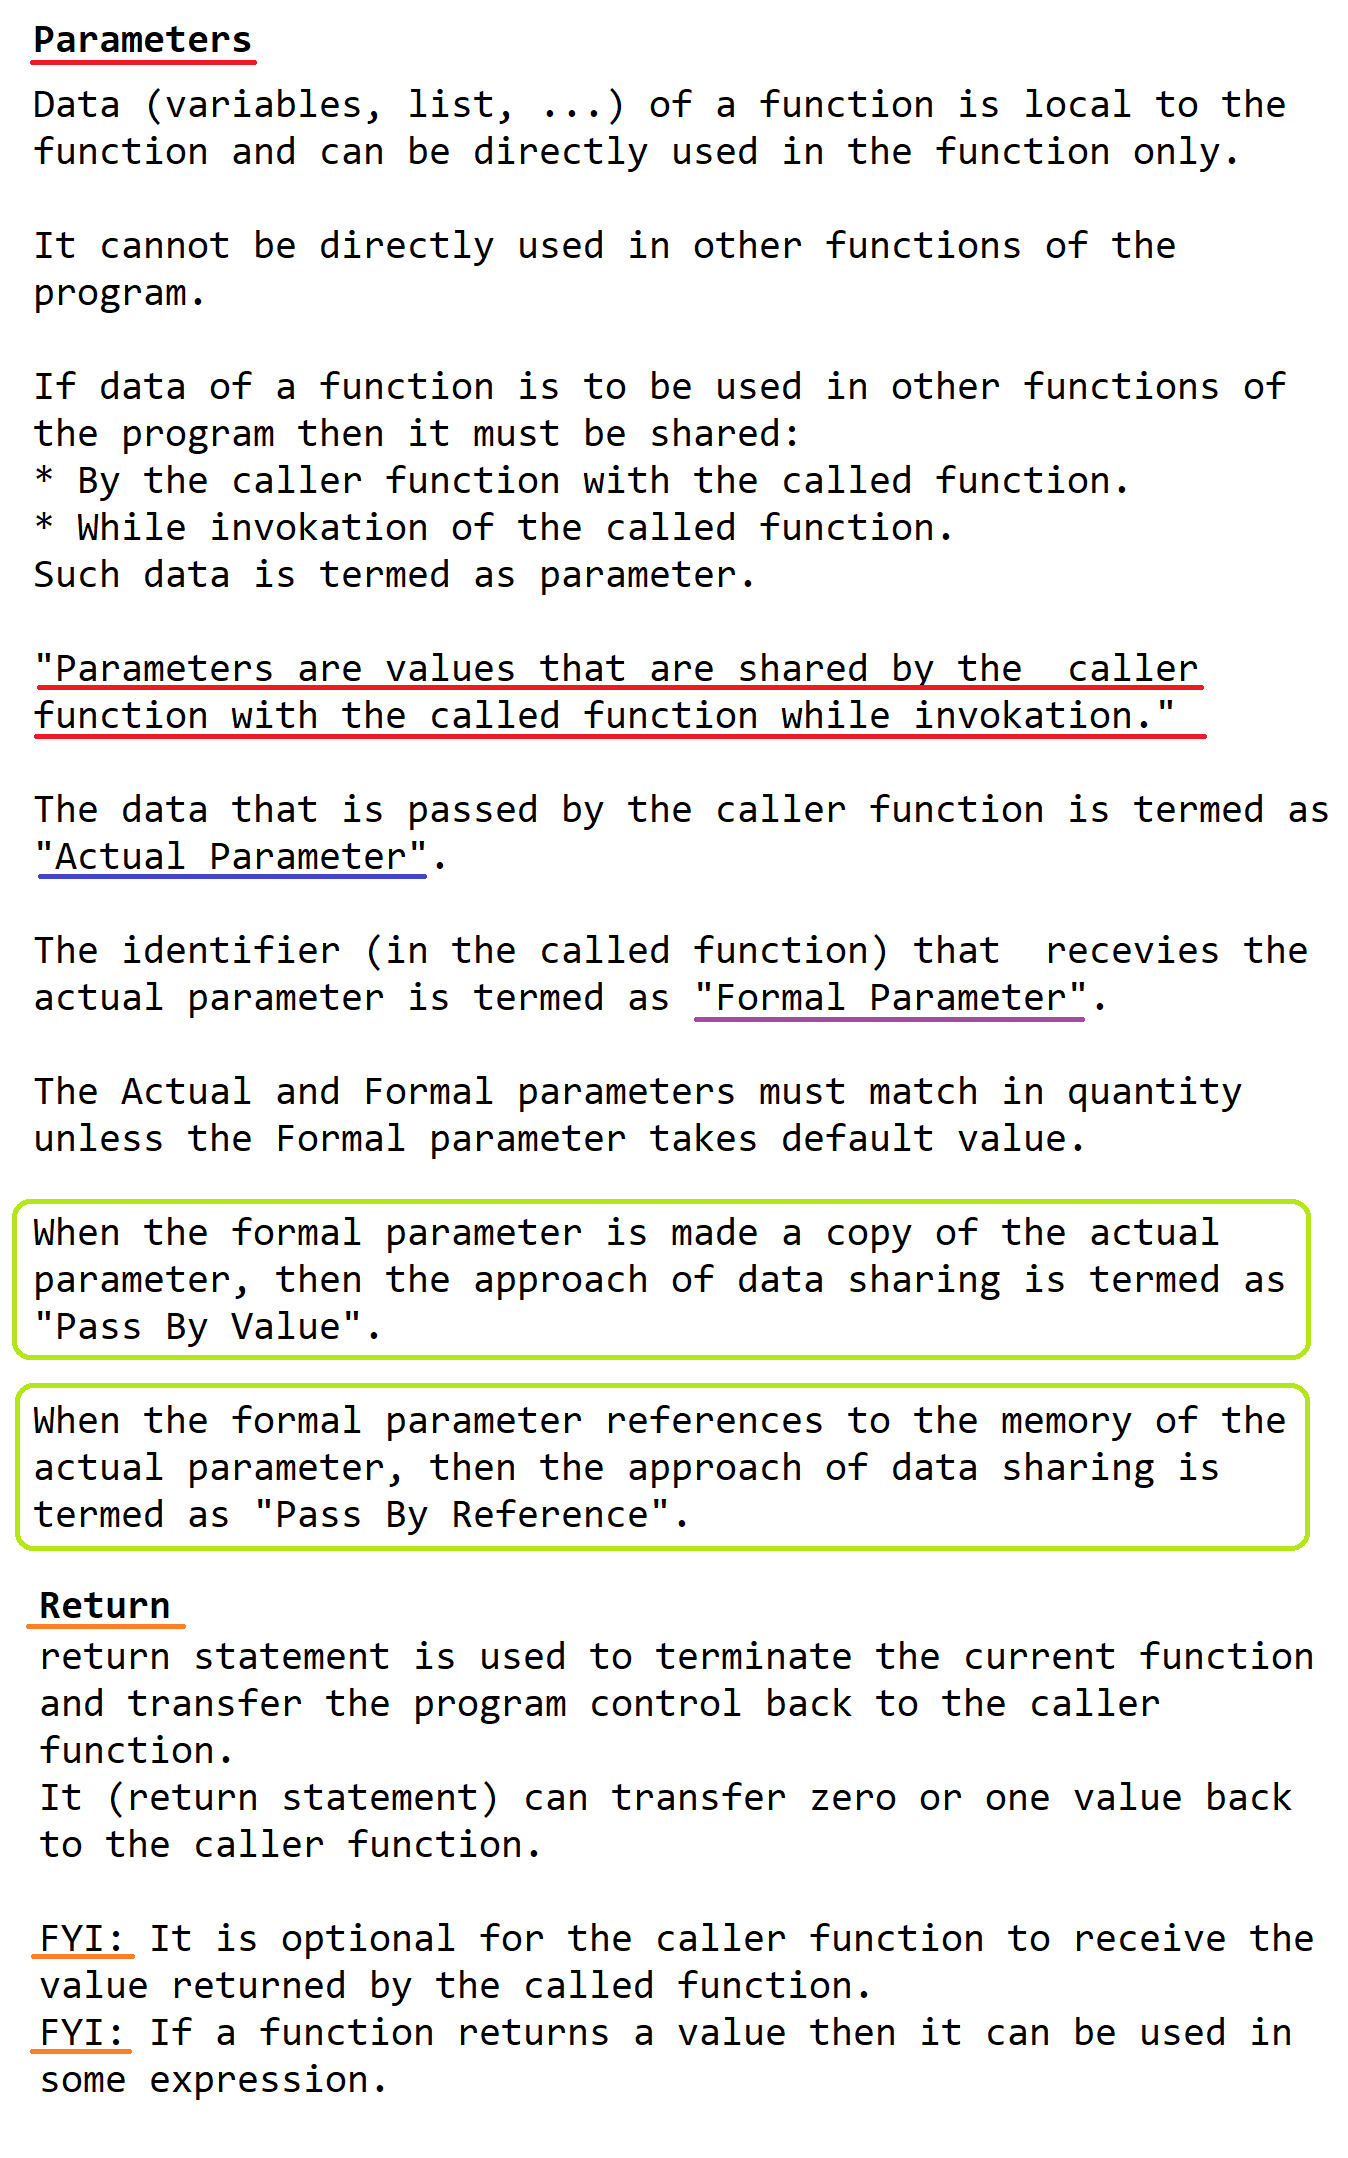 Parameters
Data (variables, list, ...) of a function is local to the
function and can be directly used in the function only.
It cannot be directly used in other functions of the
program.
If data of a function is to be used in other functions of
the program then it must be shared:
* By the caller function with the called function.
* While invokation of the called function.
Such data is termed as parameter.
"Parameters are values that are shared by the  caller
function with the called function while invokation."
The data that is passed by the caller function is termed as
"Actual Parameter".
The identifier (in the called function) that  recevies the
actual parameter is termed as "Formal Parameter".
The Actual and Formal parameters must match in quantity
unless the Formal parameter takes default value.
When the formal parameter is made a copy of the actual
parameter, then the approach of data sharing is termed as
"Pass By Value".
When the formal parameter references to the memory of the
actual parameter, then the approach of data sharing is
termed as "Pass By Reference".
Return
return statement is used to terminate the current function
and transfer the program control back to the caller
function.
It (return statement) can transfer zero or one value back
to the caller function.
FYI: It is optional for the caller function to receive the
value returned by the called function.
FYI: If a function returns a value then it can be used in
some expression.